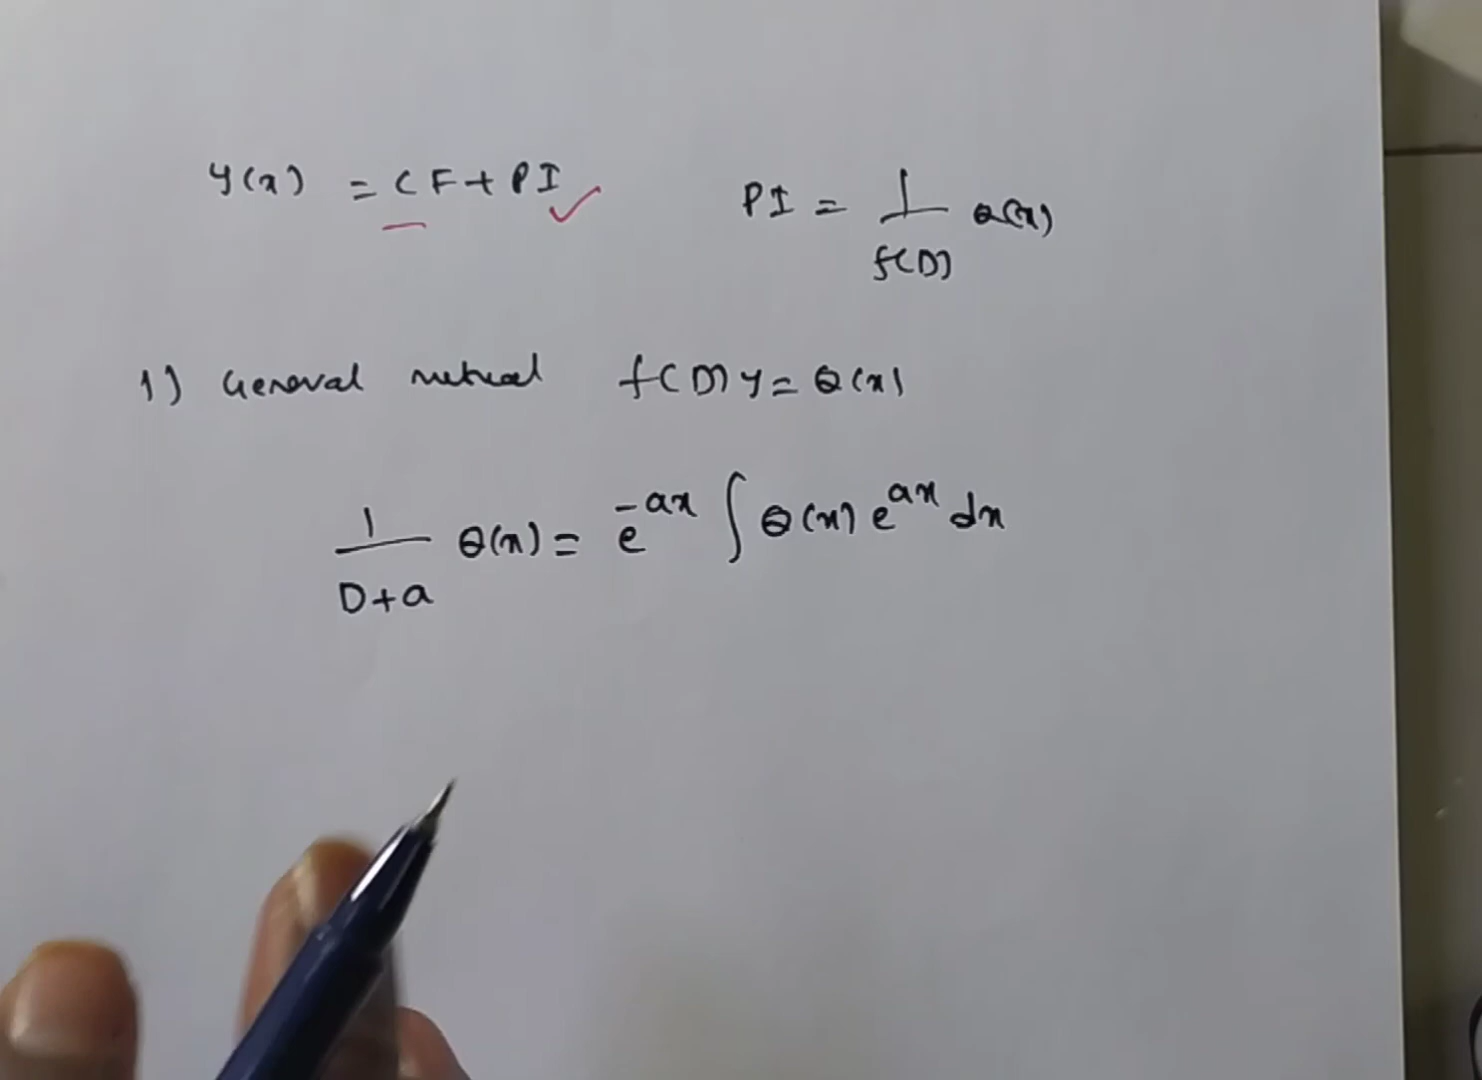 y(x) = CF + PI ✓
PI = 1/f(D) Q(x)
1) General method f(D) y = Q(x)
1/(D+a) Q(x) = e^-ax ∫ Q(x) e^ax dx